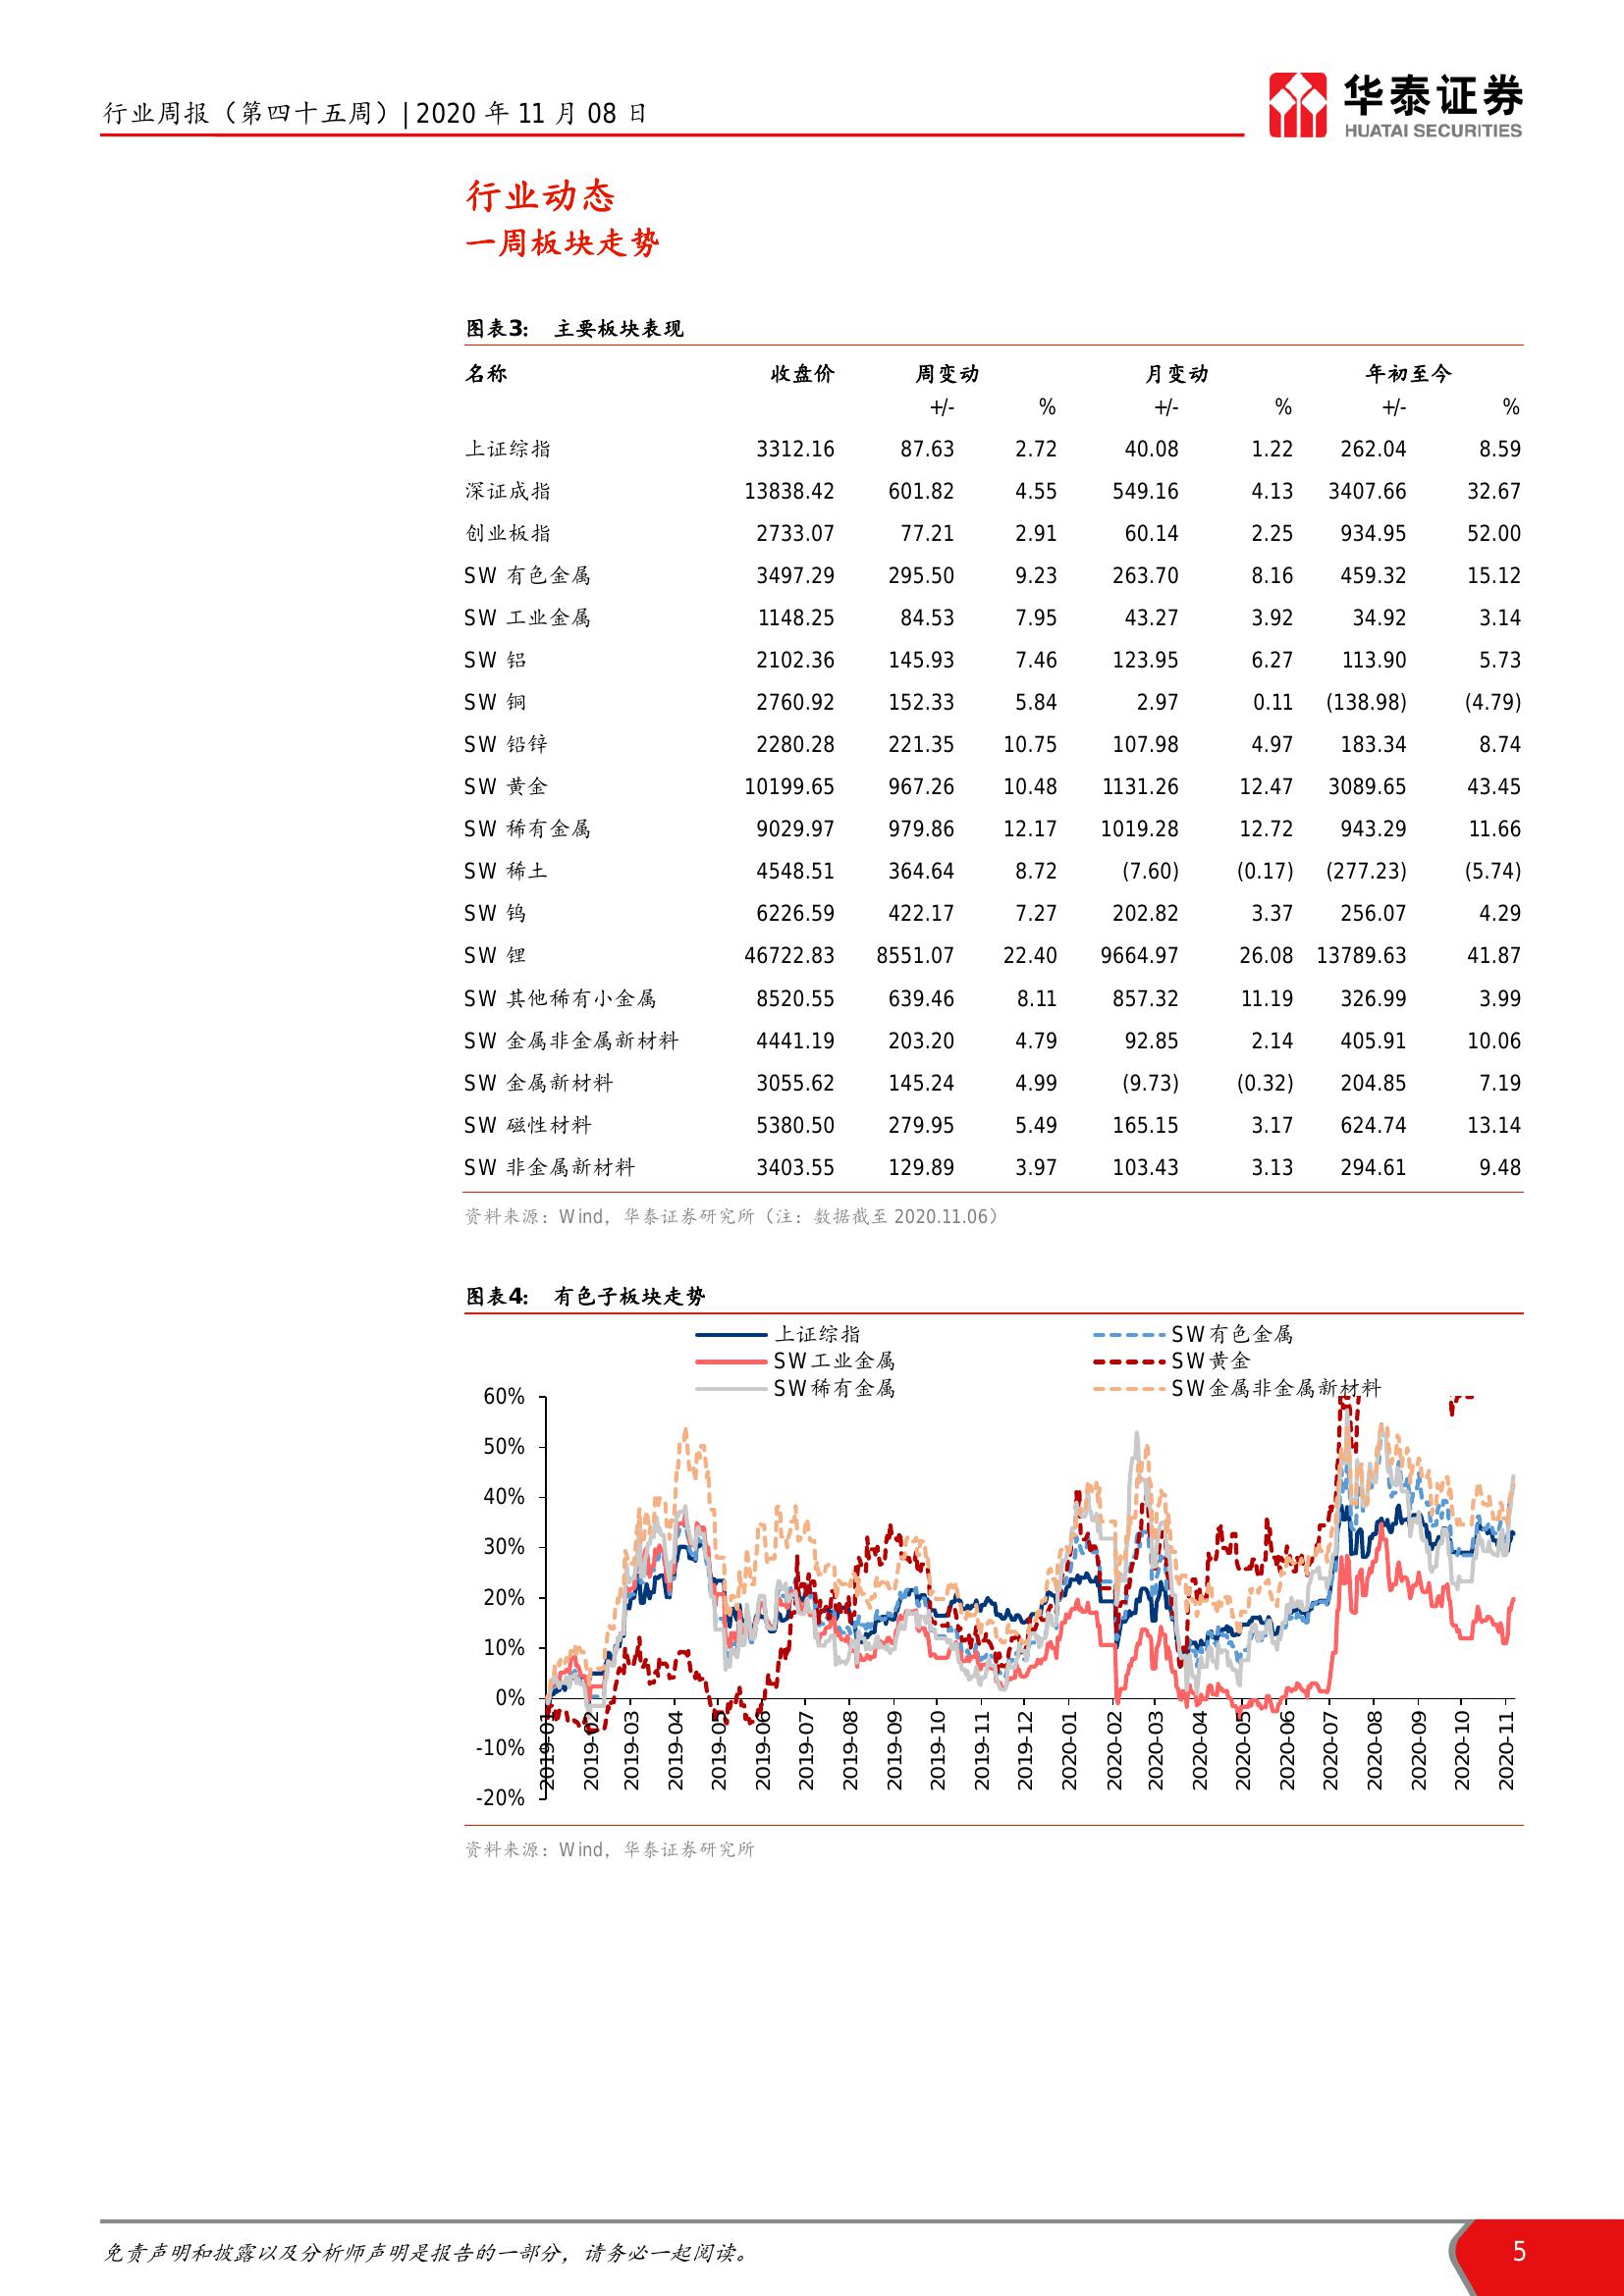 行业周报（第四十五周）| 2020 年 11 月 08 日
华泰证券
HUATAI SECURITIES
行业动态
一周板块走势
图表3: 主要板块表现
名称 收盘价 周变动 月变动 年初至今
+/- % +/- % +/- %
上证综指 3312.16 87.63 2.72 40.08 1.22 262.04 8.59
深证成指 13838.42 601.82 4.55 549.16 4.13 3407.66 32.67
创业板指 2733.07 77.21 2.91 60.14 2.25 934.95 52.00
SW 有色金属 3497.29 295.50 9.23 263.70 8.16 459.32 15.12
SW 工业金属 1148.25 84.53 7.95 43.27 3.92 34.92 3.14
SW 铝 2102.36 145.93 7.46 123.95 6.27 113.90 5.73
SW 铜 2760.92 152.33 5.84 2.97 0.11 (138.98) (4.79)
SW 铅锌 2280.28 221.35 10.75 107.98 4.97 183.34 8.74
SW 黄金 10199.65 967.26 10.48 1131.26 12.47 3089.65 43.45
SW 稀有金属 9029.97 979.86 12.17 1019.28 12.72 943.29 11.66
SW 稀土 4548.51 364.64 8.72 (7.60) (0.17) (277.23) (5.74)
SW 钨 6226.59 422.17 7.27 202.82 3.37 256.07 4.29
SW 锂 46722.83 8551.07 22.40 9664.97 26.08 13789.63 41.87
SW 其他稀有小金属 8520.55 639.46 8.11 857.32 11.19 326.99 3.99
SW 金属非金属新材料 4441.19 203.20 4.79 92.85 2.14 405.91 10.06
SW 金属新材料 3055.62 145.24 4.99 (9.73) (0.32) 204.85 7.19
SW 磁性材料 5380.50 279.95 5.49 165.15 3.17 624.74 13.14
SW 非金属新材料 3403.55 129.89 3.97 103.43 3.13 294.61 9.48
资料来源：Wind，华泰证券研究所（注：数据截至 2020.11.06）
图表4: 有色子板块走势
上证综指 SW有色金属
SW工业金属 SW黄金
SW稀有金属 SW金属非金属新材料
60%
50%
40%
30%
20%
10%
0%
-10%
-20%
2019-01 2019-02 2019-03 2019-04 2019-05 2019-06 2019-07 2019-08 2019-09 2019-10 2019-11 2019-12 2020-01 2020-02 2020-03 2020-04 2020-05 2020-06 2020-07 2020-08 2020-09 2020-10 2020-11
资料来源：Wind，华泰证券研究所
免责声明和披露以及分析师声明是报告的一部分，请务必一起阅读。
5